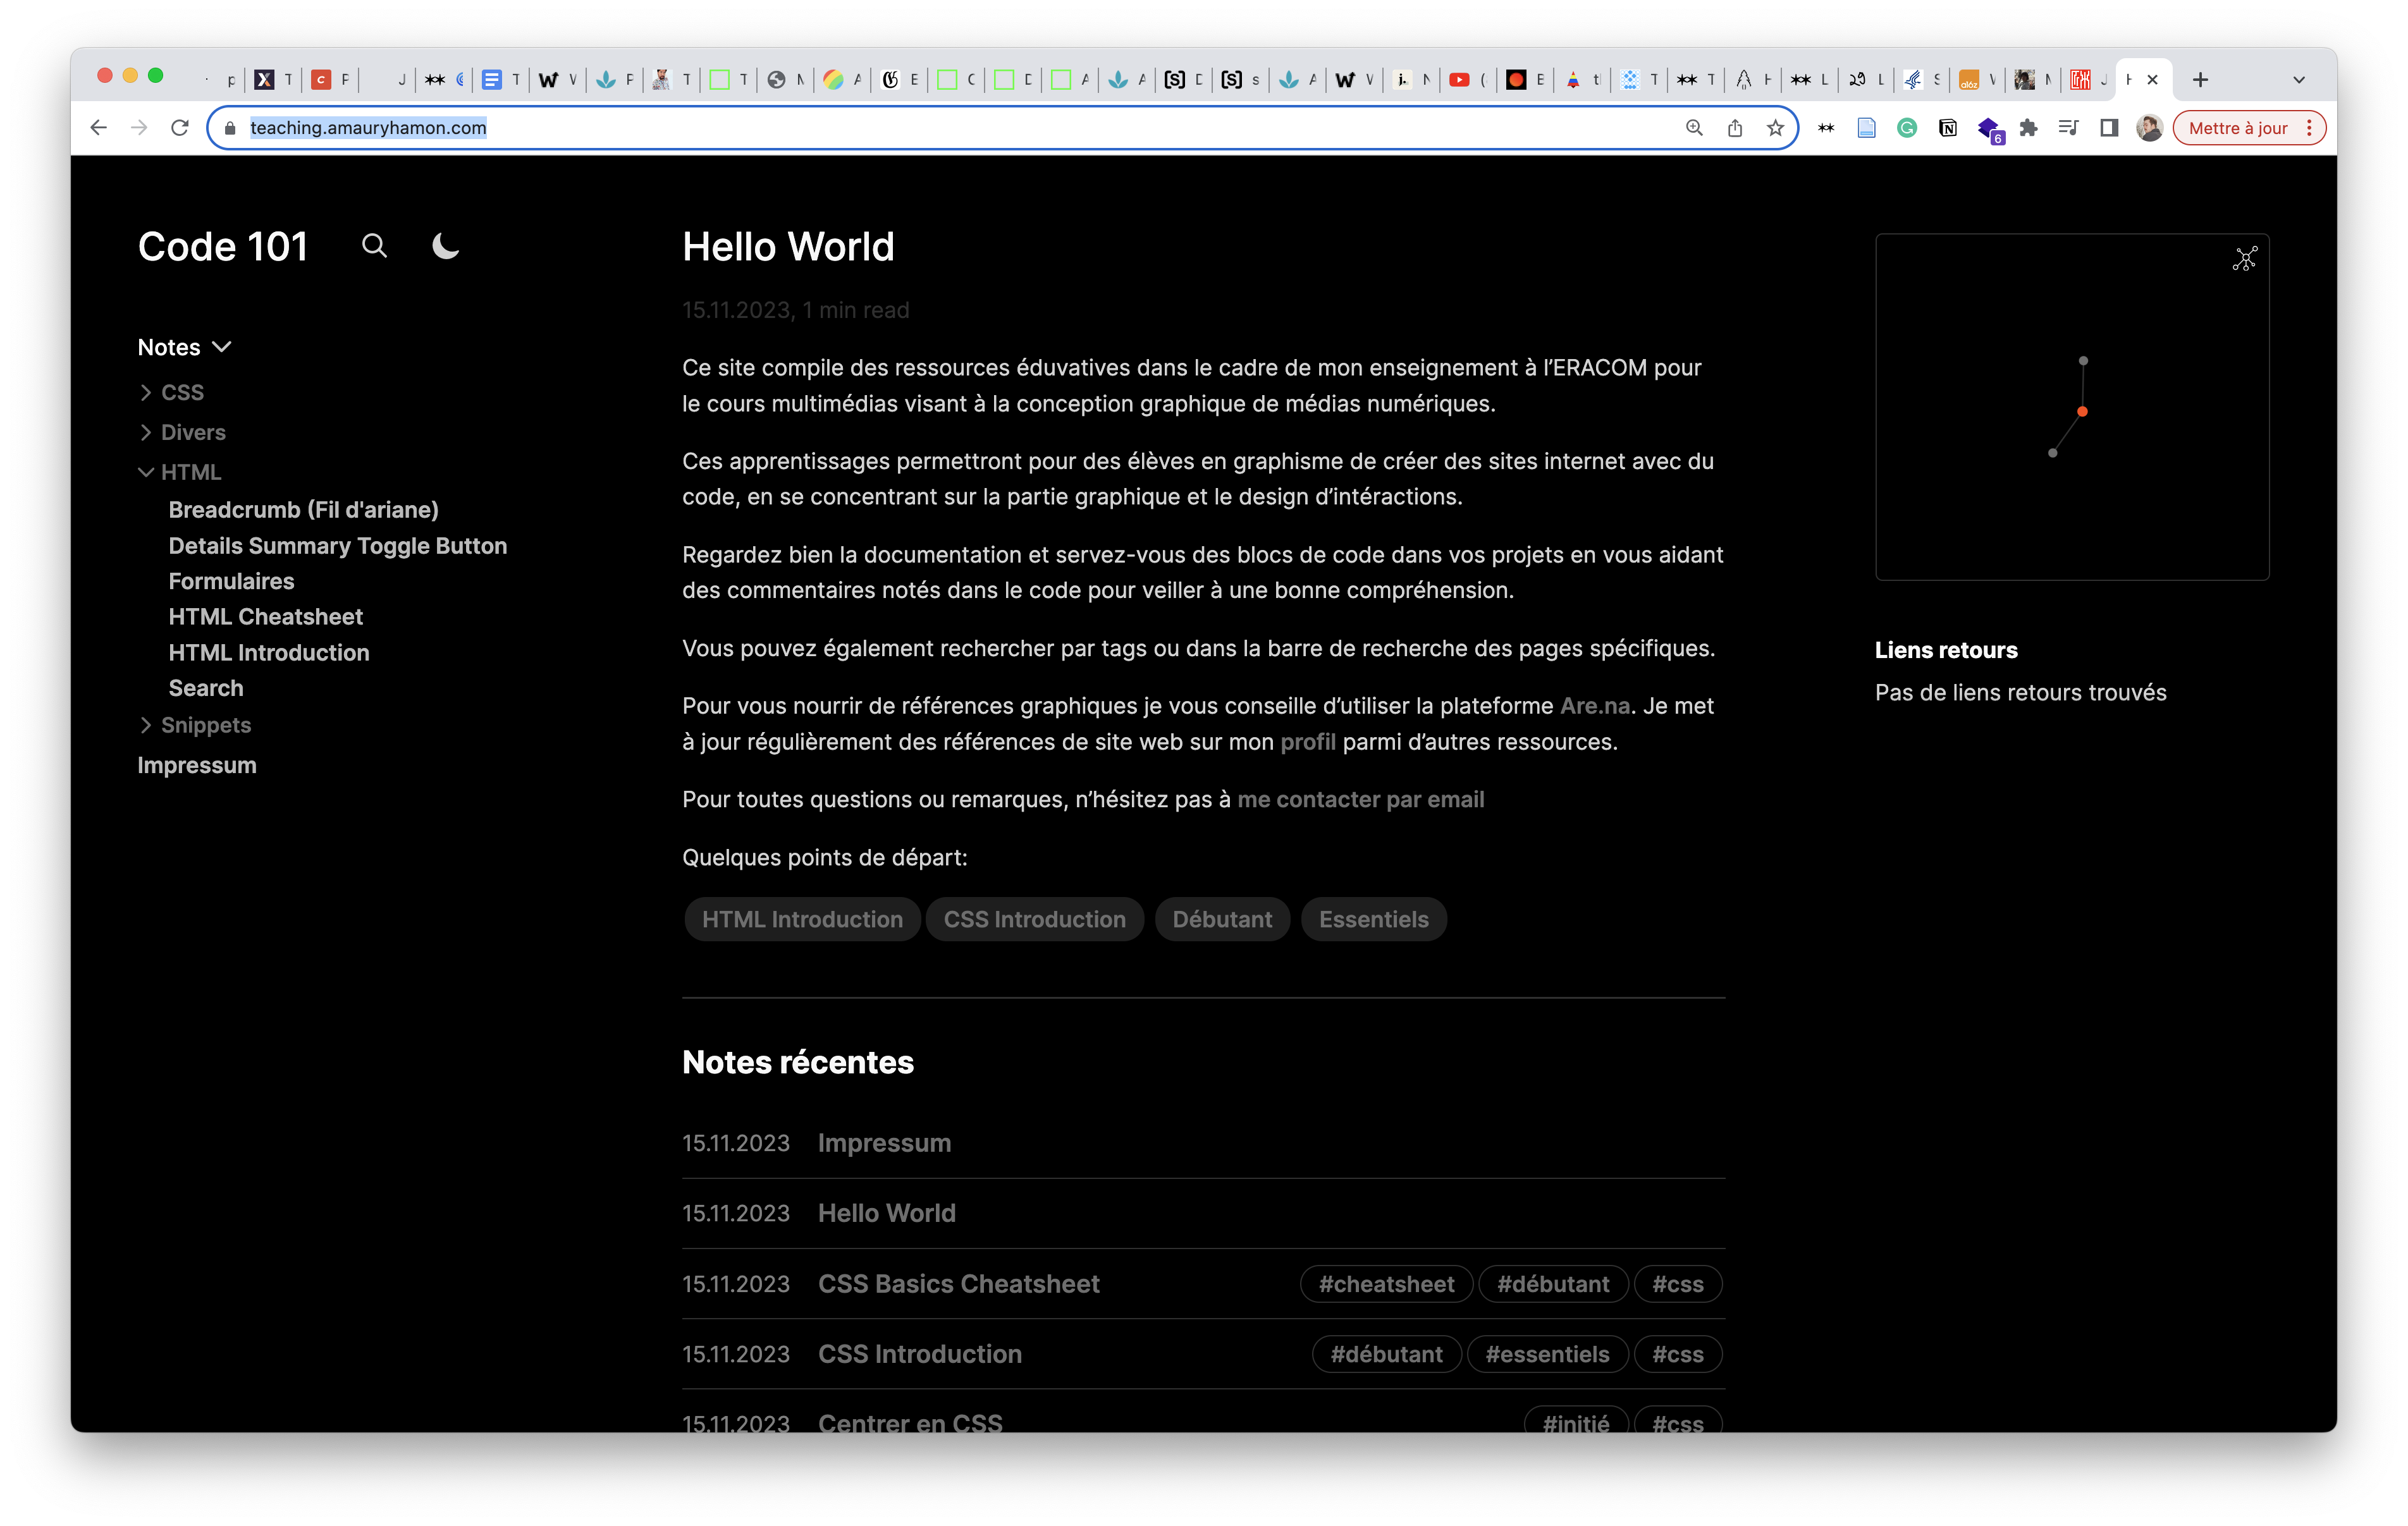 teaching.amauryhamon.com
6
Mettre à jour
Code 101
Notes
CSS
Divers
HTML
Breadcrumb (Fil d'ariane)
Details Summary Toggle Button
Formulaires
HTML Cheatsheet
HTML Introduction
Search
Snippets
Impressum
Hello World
15.11.2023, 1 min read
Ce site compile des ressources éduvatives dans le cadre de mon enseignement à l’ERACOM pour
le cours multimédias visant à la conception graphique de médias numériques.
Ces apprentissages permettront pour des élèves en graphisme de créer des sites internet avec du
code, en se concentrant sur la partie graphique et le design d’intéractions.
Regardez bien la documentation et servez-vous des blocs de code dans vos projets en vous aidant
des commentaires notés dans le code pour veiller à une bonne compréhension.
Vous pouvez également rechercher par tags ou dans la barre de recherche des pages spécifiques.
Pour vous nourrir de références graphiques je vous conseille d’utiliser la plateforme Are.na. Je met
à jour régulièrement des références de site web sur mon profil parmi d’autres ressources.
Pour toutes questions ou remarques, n’hésitez pas à me contacter par email
Quelques points de départ:
HTML Introduction CSS Introduction Débutant Essentiels
Notes récentes
15.11.2023 Impressum
15.11.2023 Hello World
15.11.2023 CSS Basics Cheatsheet #cheatsheet #débutant #css
15.11.2023 CSS Introduction #débutant #essentiels #css
15.11.2023 Centrer en CSS #initié #css
Liens retours
Pas de liens retours trouvés